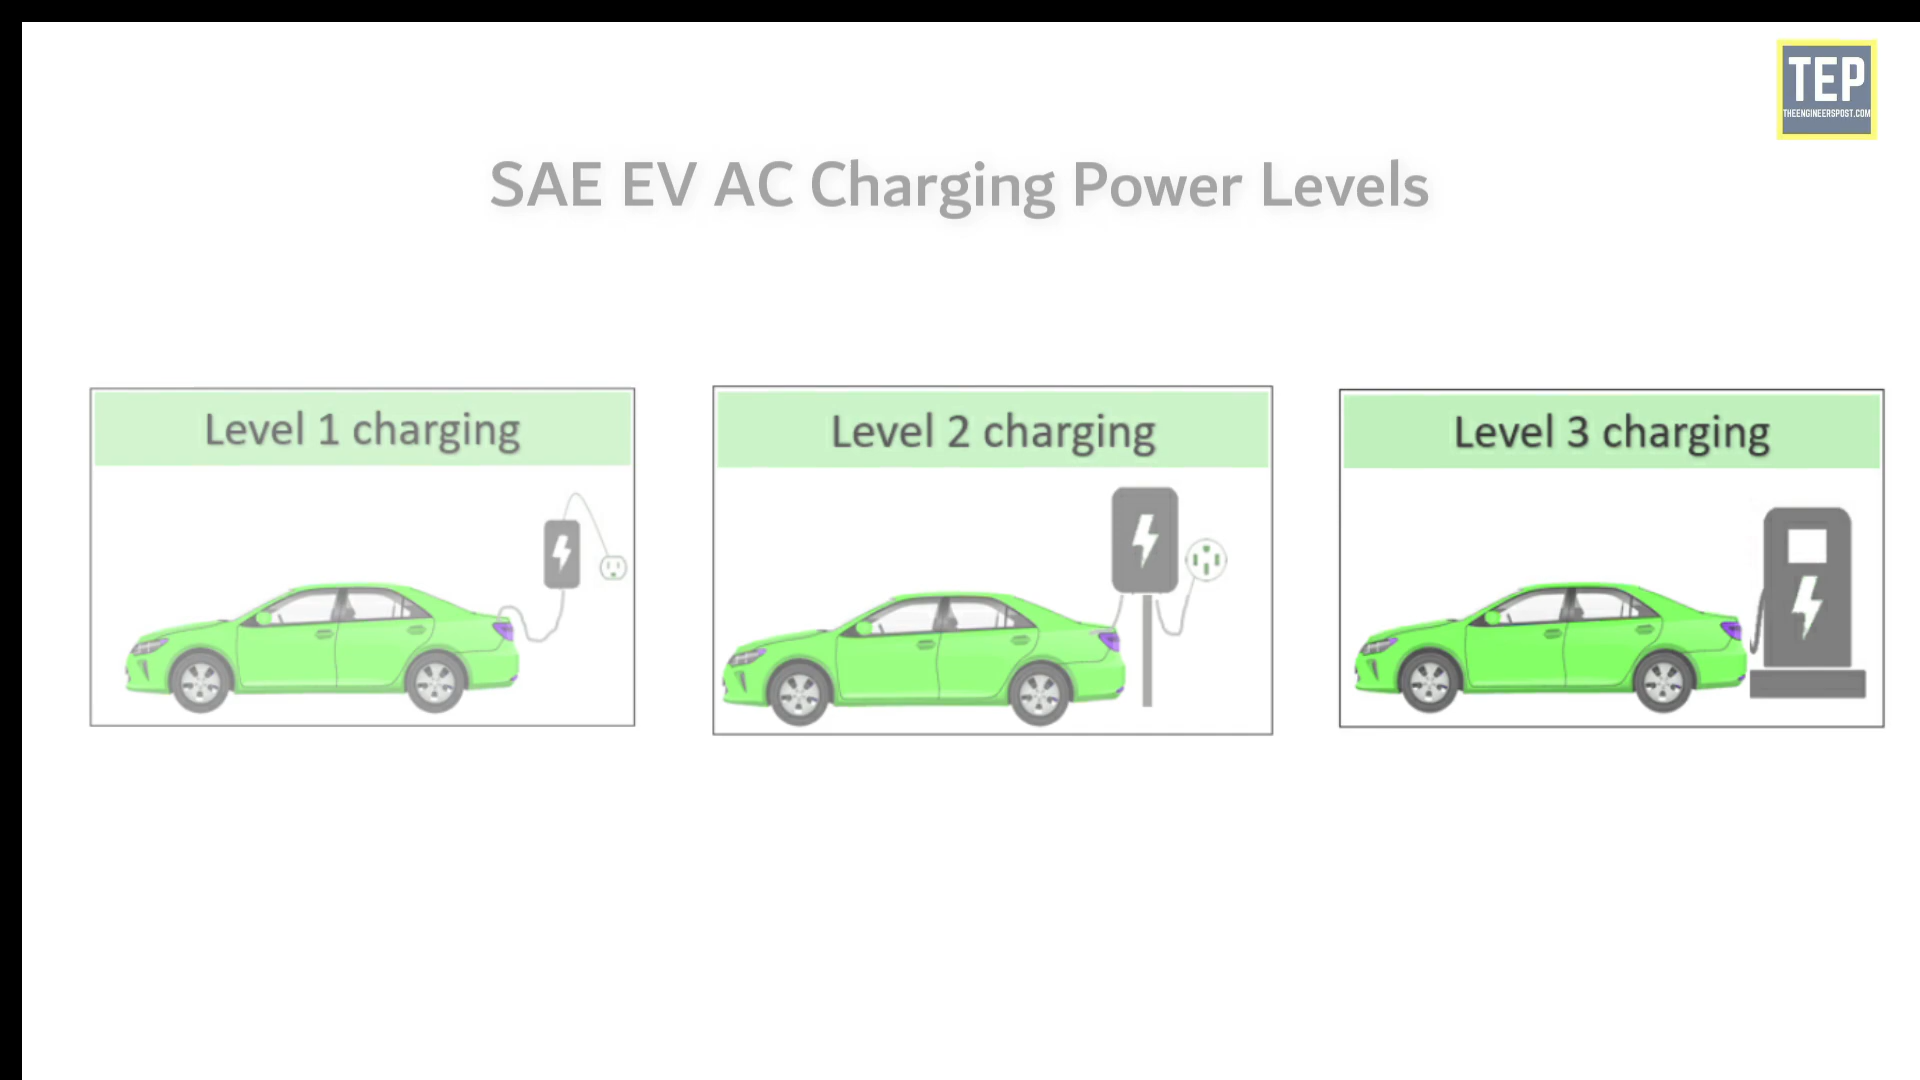 TEP
THEENGINEERSPOST.COM
SAE EV AC Charging Power Levels
Level 1 charging
Level 2 charging
Level 3 charging